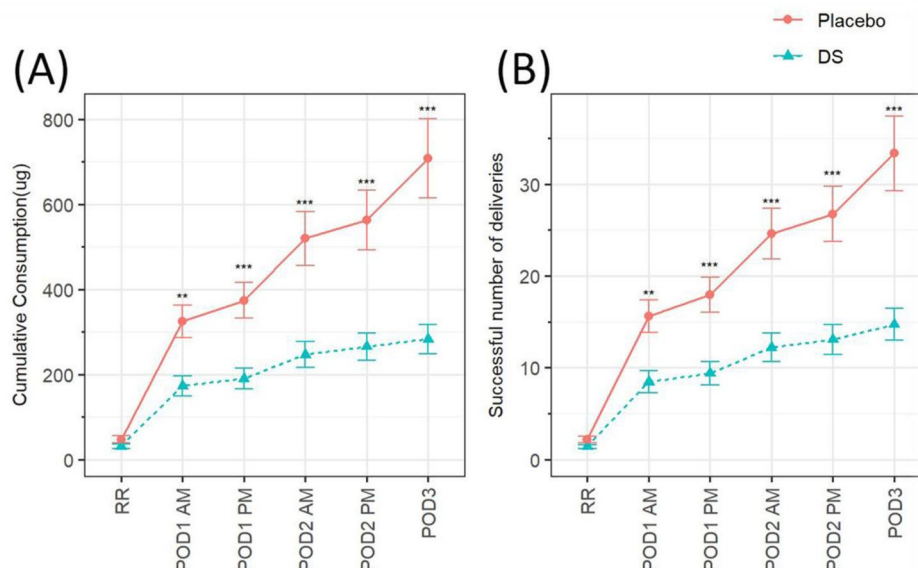 Placebo
DS
(A)
(B)
Cumulative Consumption(ug)
800
600
400
200
0
**
***
***
***
***
RR
POD1 AM
POD1 PM
POD2 AM
POD2 PM
POD3
Successful number of deliveries
30
20
10
0
**
***
***
***
***
RR
POD1 AM
POD1 PM
POD2 AM
POD2 PM
POD3